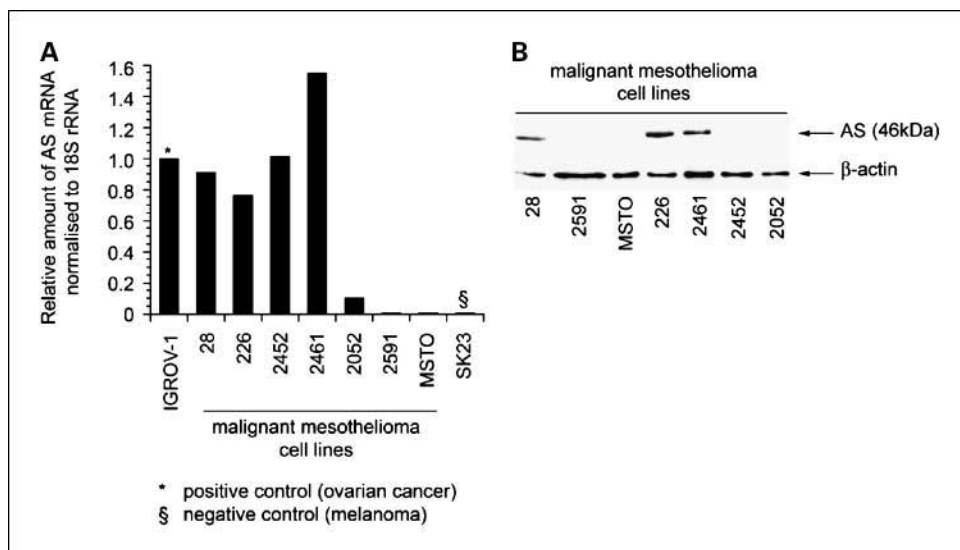 A
Relative amount of AS mRNA
normalised to 18S rRNA
1.6
1.4
1.2
1.0
0.8
0.6
0.4
0.2
0
*
§
IGROV-1
28
226
2452
2461
2052
2591
MSTO
SK23
malignant mesothelioma
cell lines
* positive control (ovarian cancer)
§ negative control (melanoma)
B
malignant mesothelioma
cell lines
AS (46kDa)
β-actin
28
2591
MSTO
226
2461
2452
2052